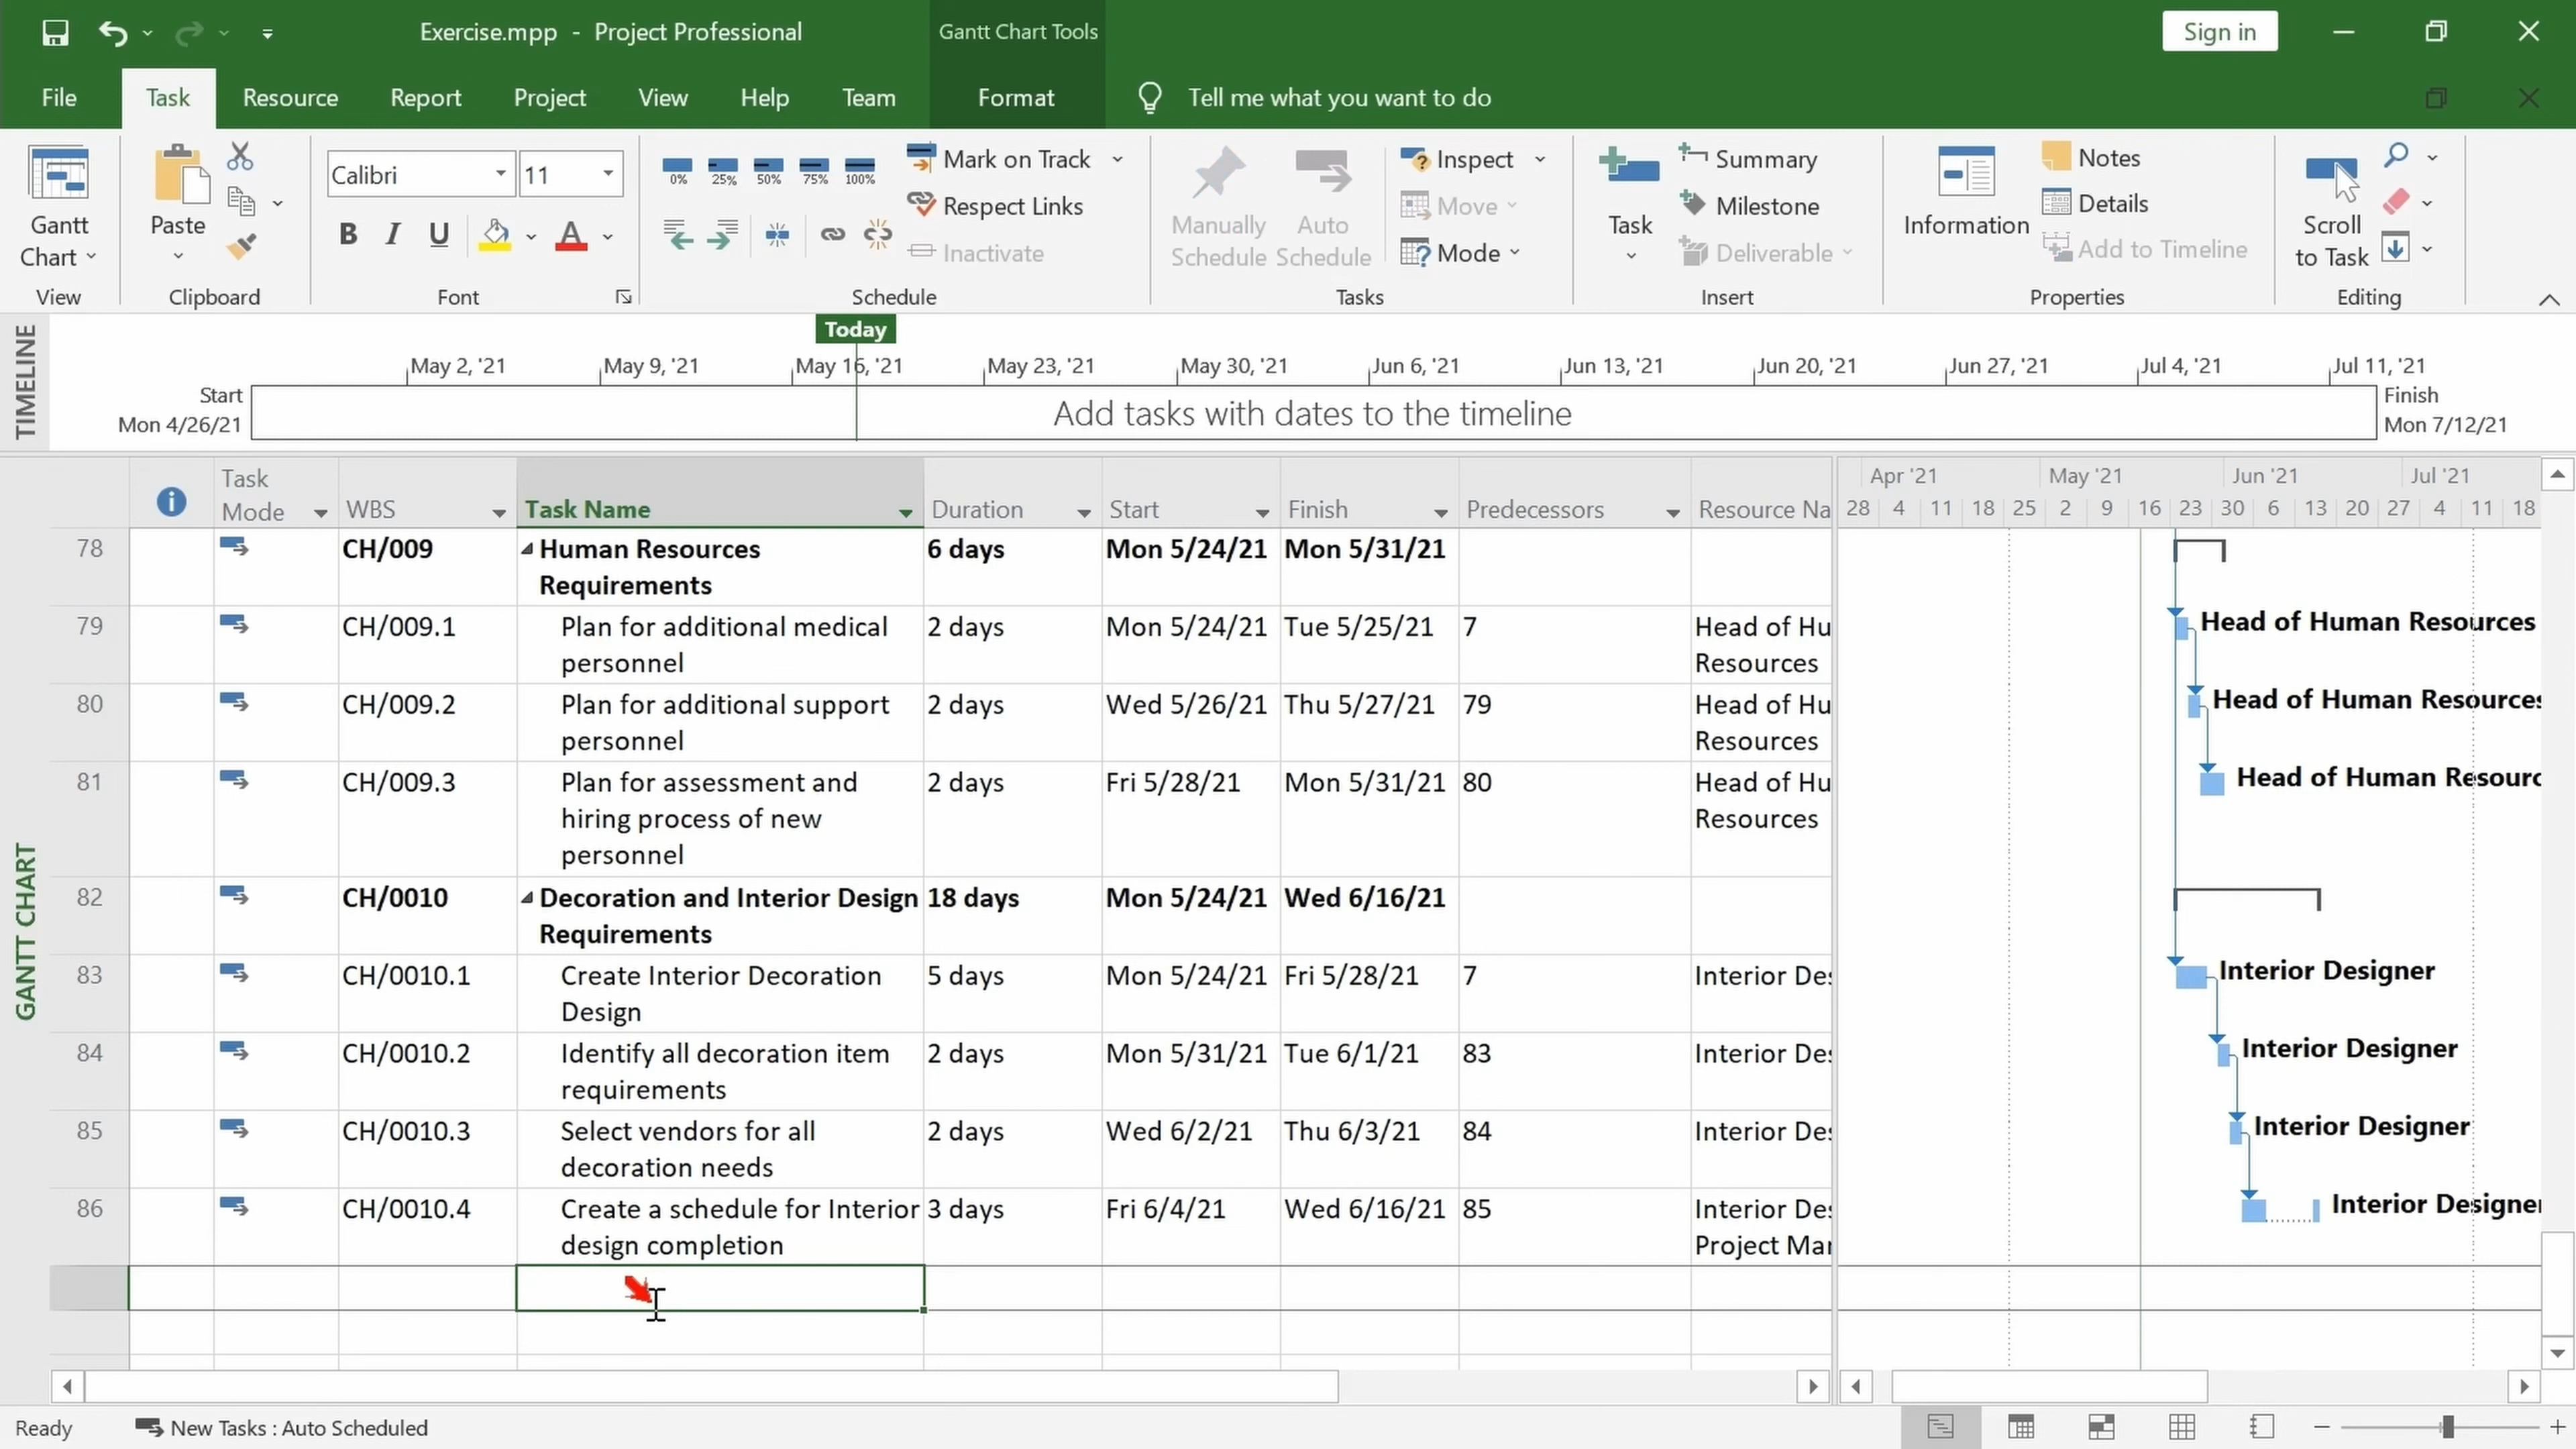 Exercise.mpp - Project Professional
Gantt Chart Tools
Sign in
File Task Resource Report Project View Help Team Format Tell me what you want to do
Gantt Chart
View
Paste
Clipboard
Calibri 11
B I U A
Font
0% 25% 50% 75% 100%
Mark on Track
Respect Links
Inactivate
Schedule
Manually Schedule
Auto Schedule
Inspect
Move
Mode
Tasks
Task
Summary
Milestone
Deliverable
Insert
Information
Notes
Details
Add to Timeline
Properties
Scroll to Task
Editing
TIMELINE
Today
May 2, '21 May 9, '21 May 16, '21 May 23, '21 May 30, '21 Jun 6, '21 Jun 13, '21 Jun 20, '21 Jun 27, '21 Jul 4, '21 Jul 11, '21
Start
Mon 4/26/21
Add tasks with dates to the timeline
Finish
Mon 7/12/21
GANTT CHART
Task Mode WBS Task Name Duration Start Finish Predecessors Resource Na
Apr '21 May '21 Jun '21 Jul '21
28 4 11 18 25 2 9 16 23 30 6 13 20 27 4 11 18
78 CH/009 Human Resources Requirements 6 days Mon 5/24/21 Mon 5/31/21
79 CH/009.1 Plan for additional medical personnel 2 days Mon 5/24/21 Tue 5/25/21 7 Head of Hu Resources Head of Human Resources
80 CH/009.2 Plan for additional support personnel 2 days Wed 5/26/21 Thu 5/27/21 79 Head of Hu Resources Head of Human Resources
81 CH/009.3 Plan for assessment and hiring process of new personnel 2 days Fri 5/28/21 Mon 5/31/21 80 Head of Hu Resources Head of Human Resourc
82 CH/0010 Decoration and Interior Design Requirements 18 days Mon 5/24/21 Wed 6/16/21
83 CH/0010.1 Create Interior Decoration Design 5 days Mon 5/24/21 Fri 5/28/21 7 Interior Des Interior Designer
84 CH/0010.2 Identify all decoration item requirements 2 days Mon 5/31/21 Tue 6/1/21 83 Interior Des Interior Designer
85 CH/0010.3 Select vendors for all decoration needs 2 days Wed 6/2/21 Thu 6/3/21 84 Interior Des Interior Designer
86 CH/0010.4 Create a schedule for Interior design completion 3 days Fri 6/4/21 Wed 6/16/21 85 Interior Des Project Mar Interior Designer
Ready New Tasks : Auto Scheduled